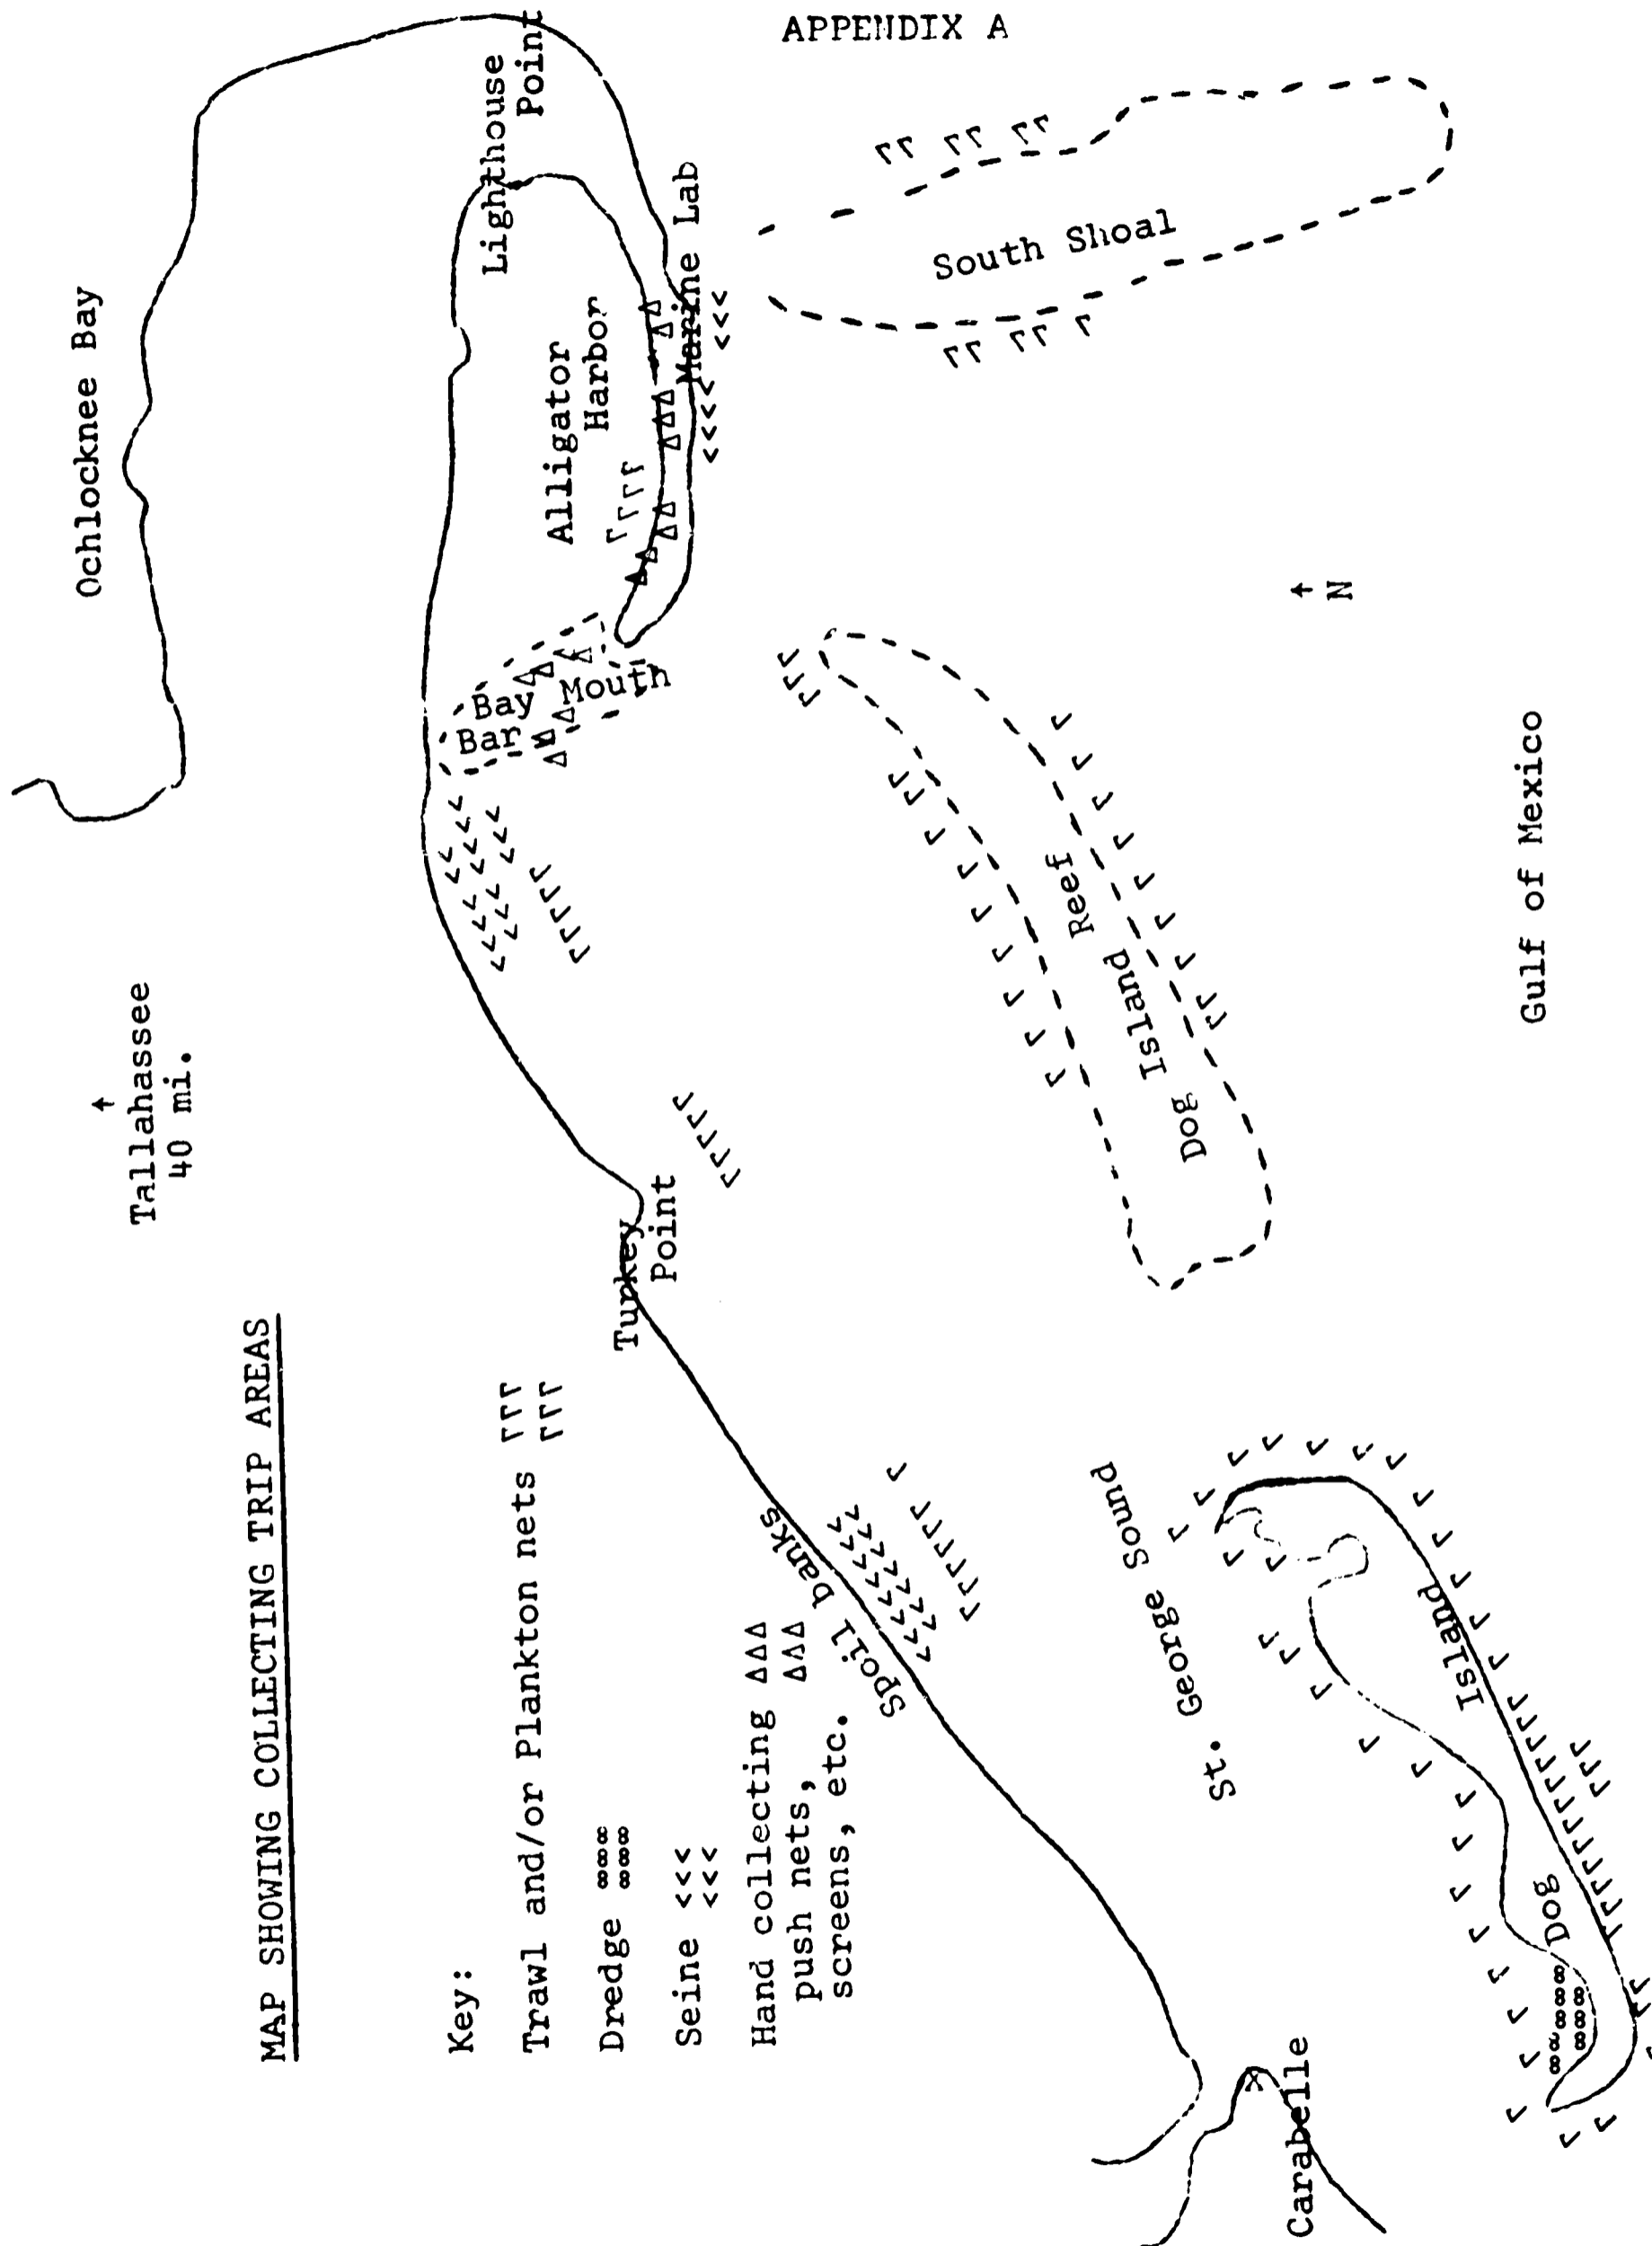 APPENDIX A
MAP SHOWING COLLECTING TRIP AREAS
Key:
Trawl and/or Plankton nets
Dredge
Seine
Hand collecting
push nets,
screens, etc.
Tallahassee
40 mi.
Ochlocknee Bay
Lighthouse
Point
Alligator
Harbor
Marine Lab
Bay Mouth
Bar
Turkey
Point
Spoil banks
South Shoal
Dog Island Reef
St. George Sound
Dog Island
Carabelle
N
Gulf of Mexico